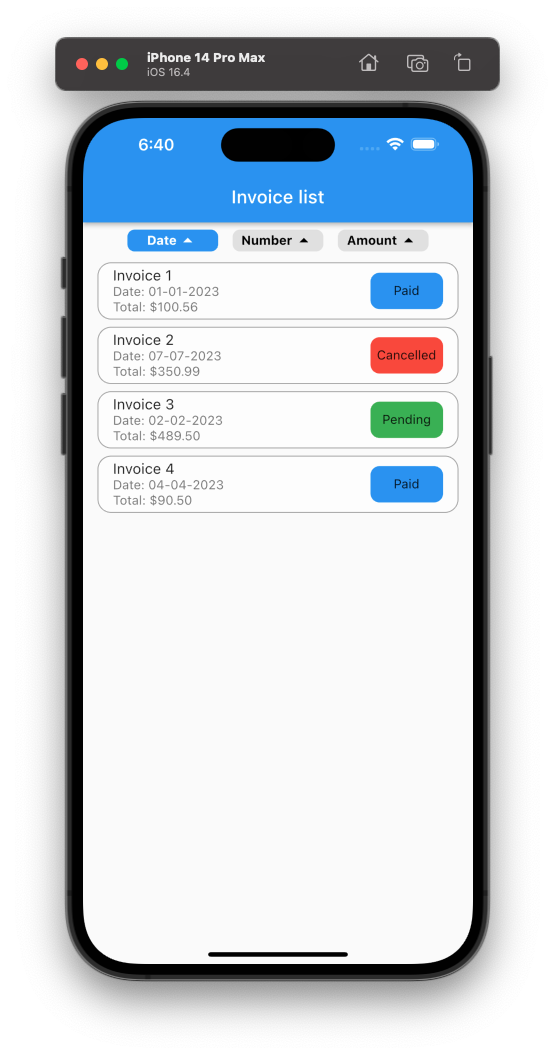 iPhone 14 Pro Max
iOS 16.4
6:40
Invoice list
Date Number Amount
Invoice 1
Date: 01-01-2023
Total: $100.56
Paid
Invoice 2
Date: 07-07-2023
Total: $350.99
Cancelled
Invoice 3
Date: 02-02-2023
Total: $489.50
Pending
Invoice 4
Date: 04-04-2023
Total: $90.50
Paid